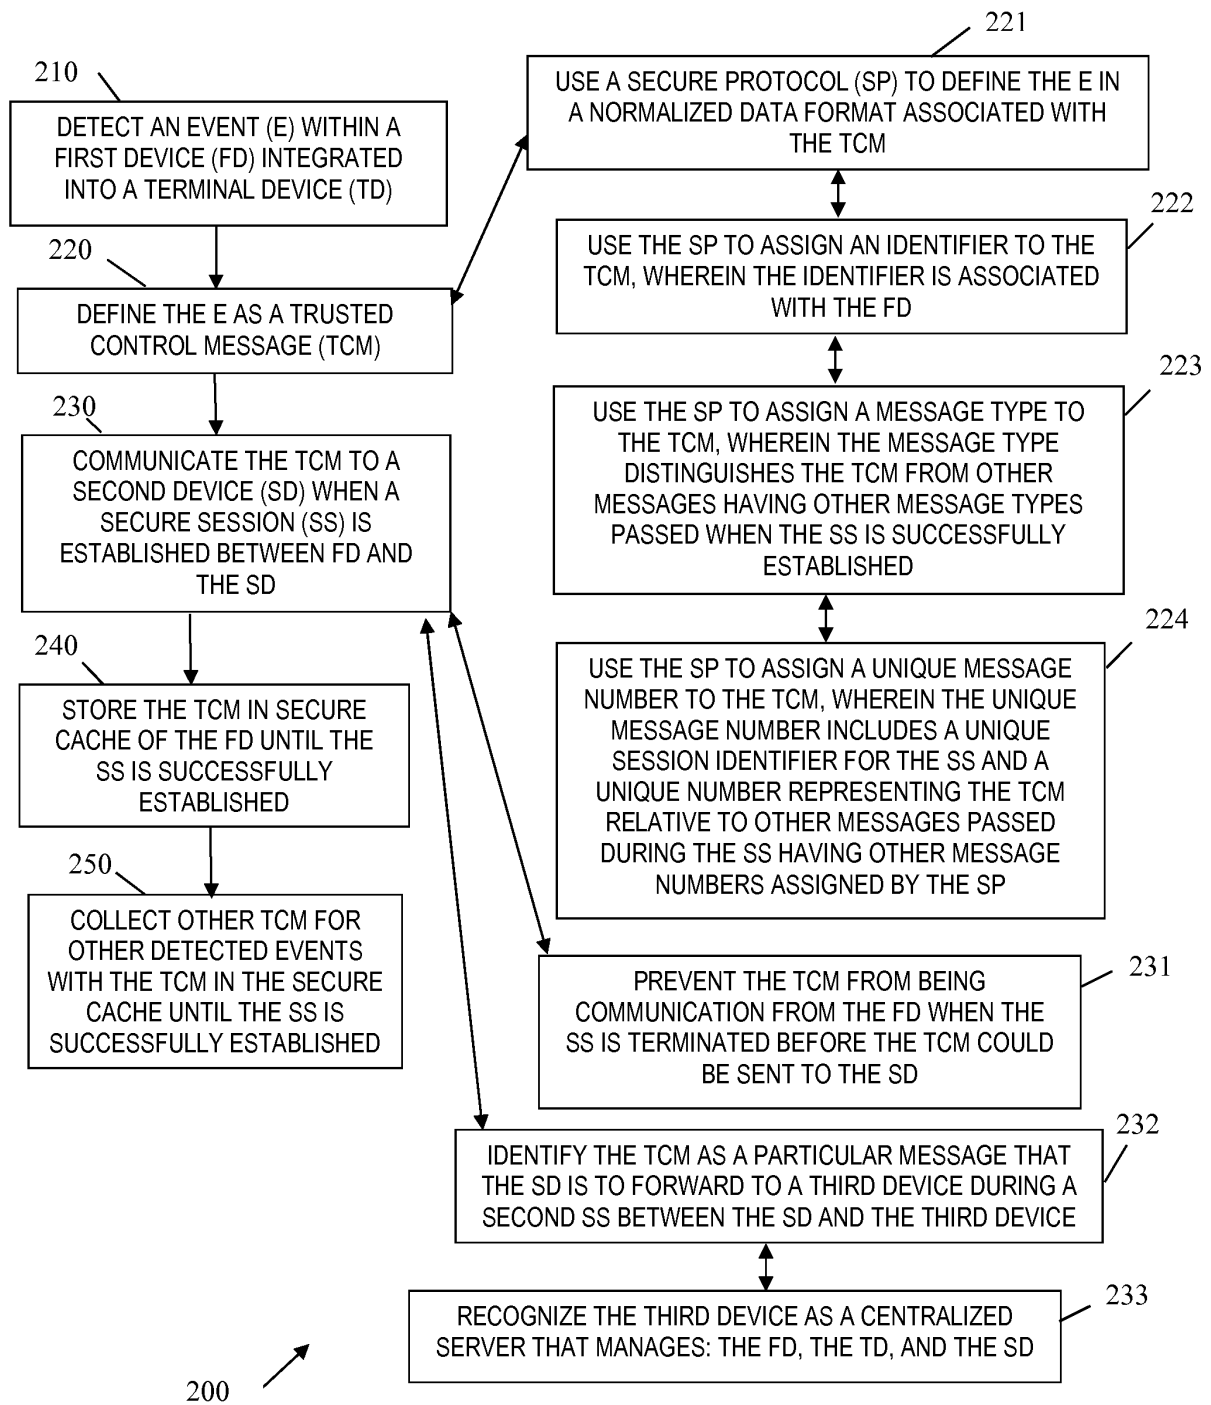 210
DETECT AN EVENT (E) WITHIN A
FIRST DEVICE (FD) INTEGRATED
INTO A TERMINAL DEVICE (TD)
220
DEFINE THE E AS A TRUSTED
CONTROL MESSAGE (TCM)
230
COMMUNICATE THE TCM TO A
SECOND DEVICE (SD) WHEN A
SECURE SESSION (SS) IS
ESTABLISHED BETWEEN FD AND
THE SD
240
STORE THE TCM IN SECURE
CACHE OF THE FD UNTIL THE
SS IS SUCCESSFULLY
ESTABLISHED
250
COLLECT OTHER TCM FOR
OTHER DETECTED EVENTS
WITH THE TCM IN THE SECURE
CACHE UNTIL THE SS IS
SUCCESSFULLY ESTABLISHED
221
USE A SECURE PROTOCOL (SP) TO DEFINE THE E IN
A NORMALIZED DATA FORMAT ASSOCIATED WITH
THE TCM
222
USE THE SP TO ASSIGN AN IDENTIFIER TO THE
TCM, WHEREIN THE IDENTIFIER IS ASSOCIATED
WITH THE FD
223
USE THE SP TO ASSIGN A MESSAGE TYPE TO
THE TCM, WHEREIN THE MESSAGE TYPE
DISTINGUISHES THE TCM FROM OTHER
MESSAGES HAVING OTHER MESSAGE TYPES
PASSED WHEN THE SS IS SUCCESSFULLY
ESTABLISHED
224
USE THE SP TO ASSIGN A UNIQUE MESSAGE
NUMBER TO THE TCM, WHEREIN THE UNIQUE
MESSAGE NUMBER INCLUDES A UNIQUE
SESSION IDENTIFIER FOR THE SS AND A
UNIQUE NUMBER REPRESENTING THE TCM
RELATIVE TO OTHER MESSAGES PASSED
DURING THE SS HAVING OTHER MESSAGE
NUMBERS ASSIGNED BY THE SP
231
PREVENT THE TCM FROM BEING
COMMUNICATION FROM THE FD WHEN THE
SS IS TERMINATED BEFORE THE TCM COULD
BE SENT TO THE SD
232
IDENTIFY THE TCM AS A PARTICULAR MESSAGE THAT
THE SD IS TO FORWARD TO A THIRD DEVICE DURING A
SECOND SS BETWEEN THE SD AND THE THIRD DEVICE
233
RECOGNIZE THE THIRD DEVICE AS A CENTRALIZED
SERVER THAT MANAGES: THE FD, THE TD, AND THE SD
200